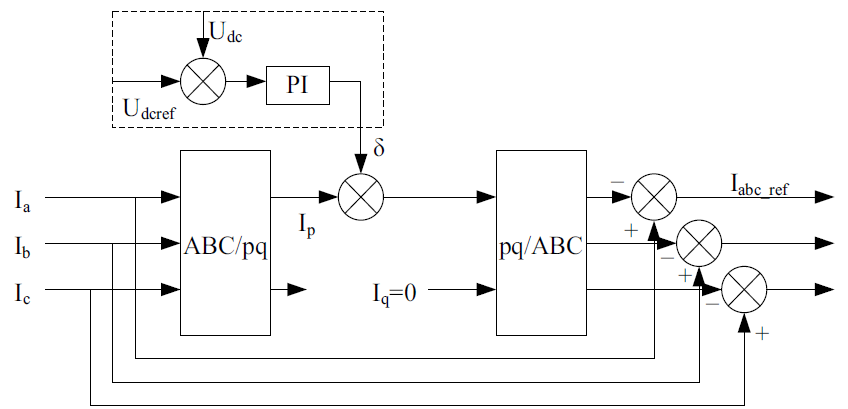 U_dc
U_dcref
PI
δ
I_a
I_b
I_c
ABC/pq
I_p
I_q=0
pq/ABC
−
+
I_abc_ref
−
+
−
+